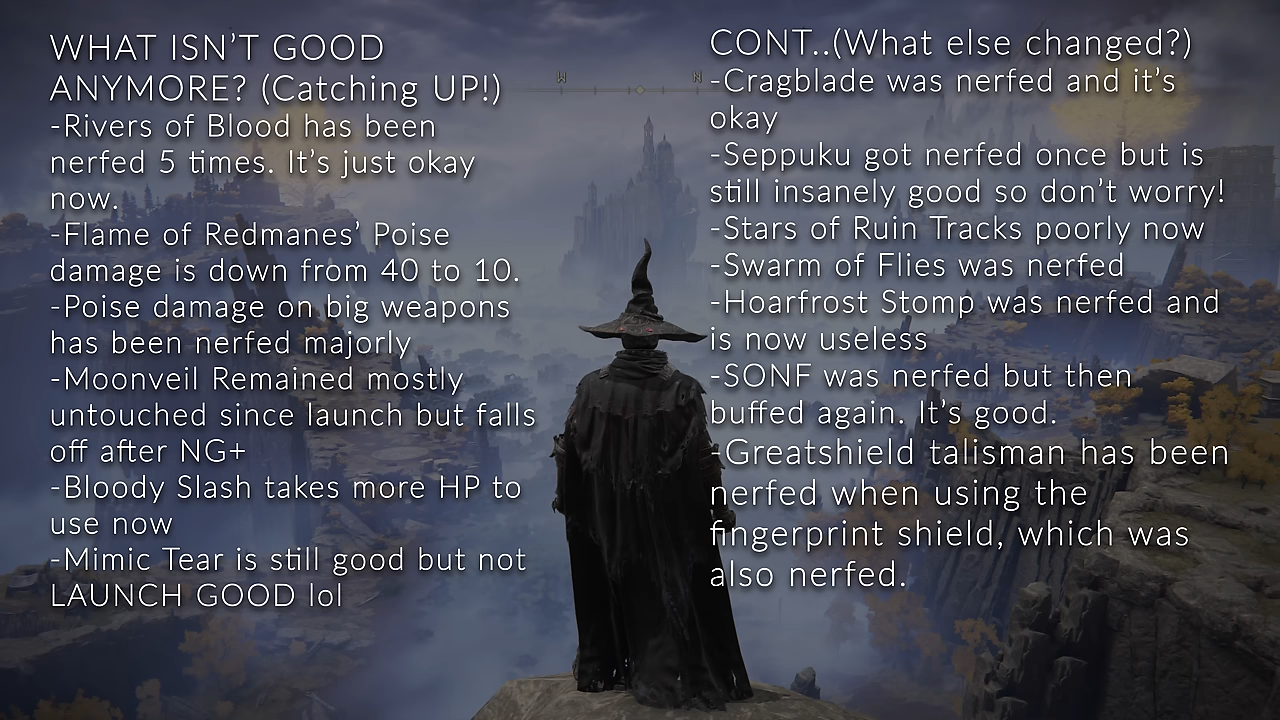 WHAT ISN'T GOOD
ANYMORE? (Catching UP!)
-Rivers of Blood has been
nerfed 5 times. It's just okay
now.
-Flame of Redmanes' Poise
damage is down from 40 to 10.
-Poise damage on big weapons
has been nerfed majorly
-Moonveil Remained mostly
untouched since launch but falls
off after NG+
-Bloody Slash takes more HP to
use now
-Mimic Tear is still good but not
LAUNCH GOOD lol
W N
CONT..(What else changed?)
-Cragblade was nerfed and it's
okay
-Seppuku got nerfed once but is
still insanely good so don't worry!
-Stars of Ruin Tracks poorly now
-Swarm of Flies was nerfed
-Hoarfrost Stomp was nerfed and
is now useless
-SONF was nerfed but then
buffed again. It's good.
-Greatshield talisman has been
nerfed when using the
fingerprint shield, which was
also nerfed.